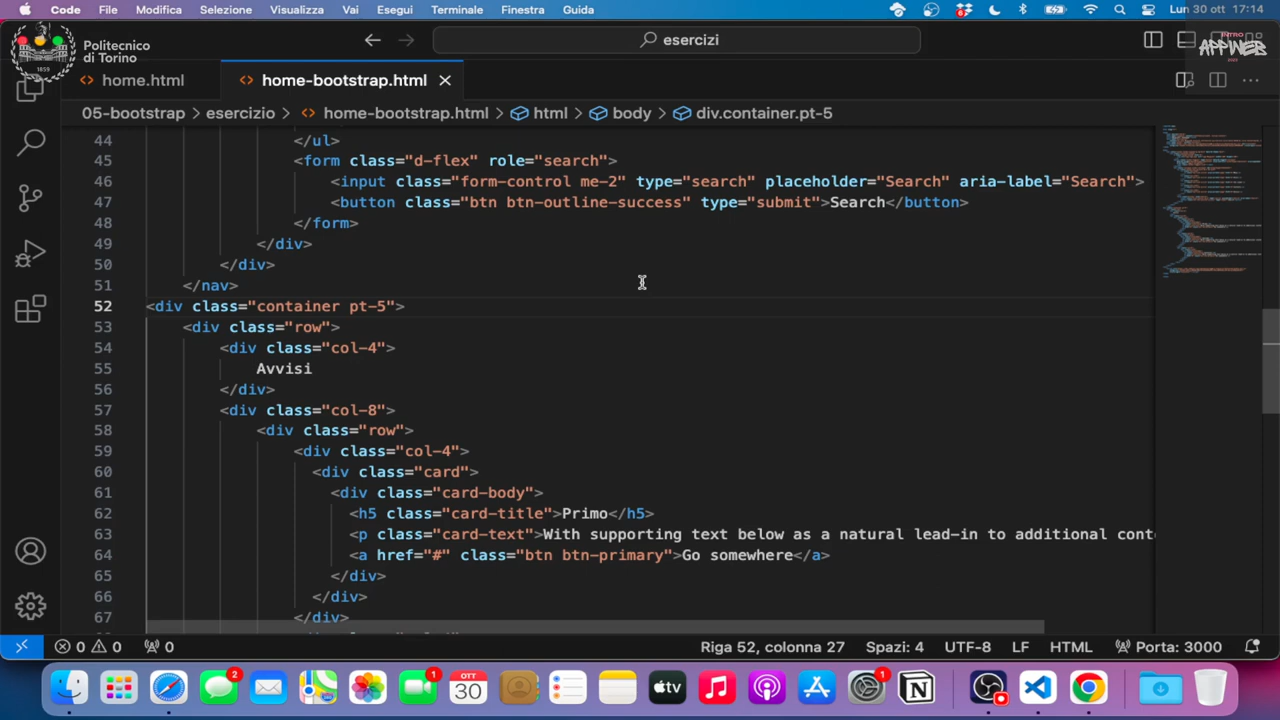 Code File Modifica Selezione Visualizza Vai Esegui Terminale Finestra Guida Lun 30 ott 17:14
Politecnico
di Torino
1859
esercizi
INTRO
APPIWEB
home.html
home-bootstrap.html
05-bootstrap > esercizio > home-bootstrap.html > html > body > div.container.pt-5
44 </ul>
45 <form class="d-flex" role="search">
46 <input class="form-control me-2" type="search" placeholder="Search" aria-label="Search">
47 <button class="btn btn-outline-success" type="submit">Search</button>
48 </form>
49 </div>
50 </div>
51 </nav>
52 <div class="container pt-5">
53 <div class="row">
54 <div class="col-4">
55 Avvisi
56 </div>
57 <div class="col-8">
58 <div class="row">
59 <div class="col-4">
60 <div class="card">
61 <div class="card-body">
62 <h5 class="card-title">Primo</h5>
63 <p class="card-text">With supporting text below as a natural lead-in to additional conte
64 <a href="#" class="btn btn-primary">Go somewhere</a>
65 </div>
66 </div>
67 </div>
0 0 0 Riga 52, colonna 27 Spazi: 4 UTF-8 LF HTML Porta: 3000
2
1
OTT
30
tv
1